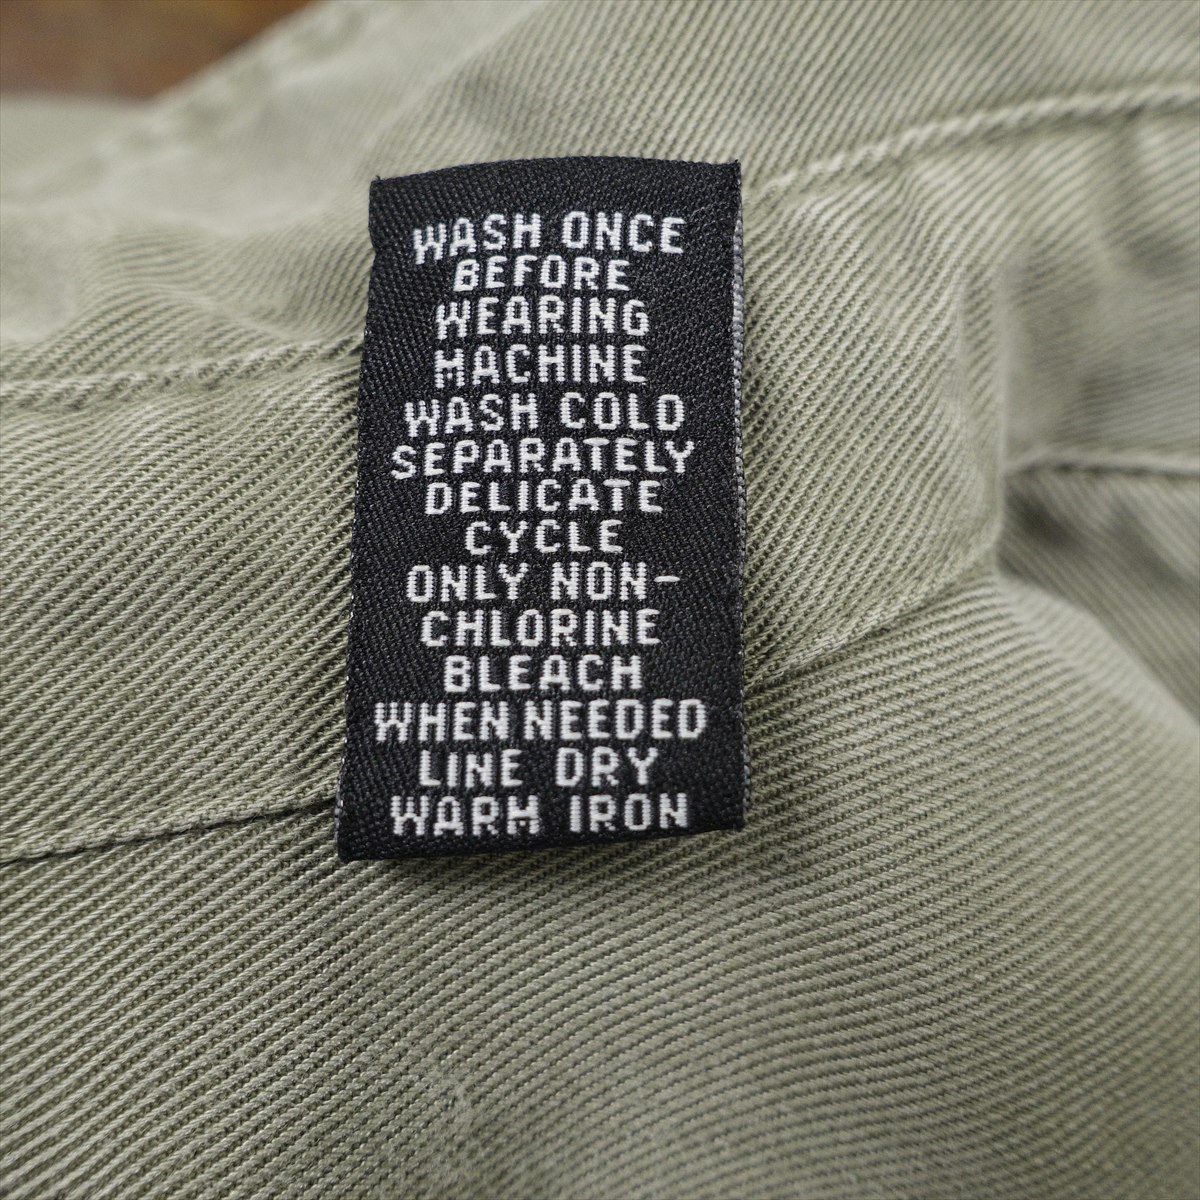 WASH ONCE
BEFORE
WEARING
MACHINE
WASH COLD
SEPARATELY
DELICATE
CYCLE
ONLY NON-
CHLORINE
BLEACH
WHEN NEEDED
LINE DRY
WARM IRON